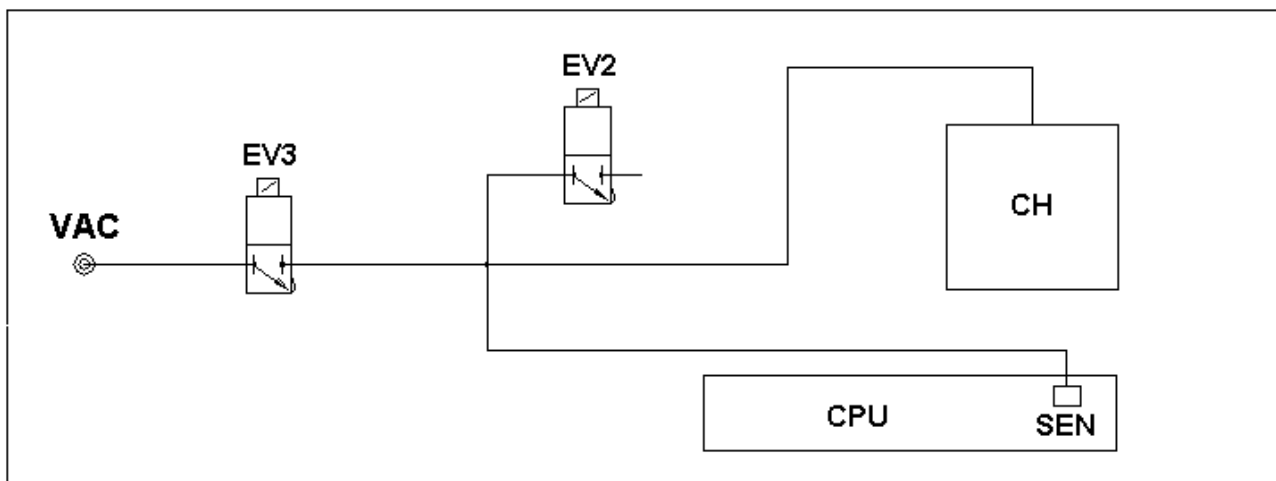 EV2
EV3
VAC
CH
CPU
SEN